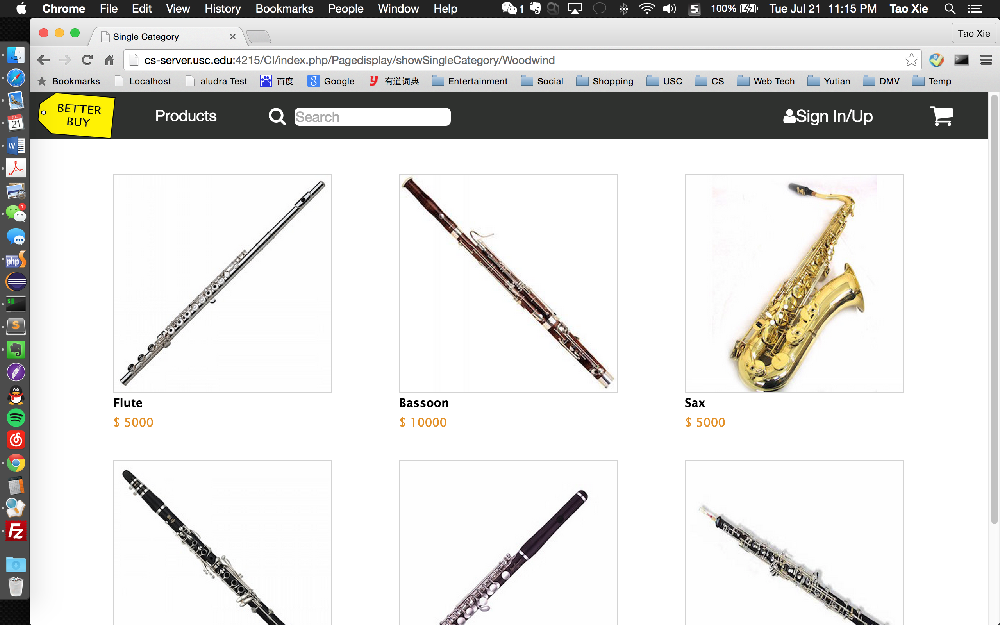 Chrome File Edit View History Bookmarks People Window Help 1 100% Tue Jul 21 11:15 PM Tao Xie
Single Category
Tao Xie
cs-server.usc.edu:4215/CI/index.php/Pagedisplay/showSingleCategory/Woodwind
Bookmarks Localhost aludra Test 百度 Google 有道词典 Entertainment Social Shopping USC CS Web Tech Yutian DMV Temp
BETTER
BUY
Products
Search
Sign In/Up
JUL
21
W
1
php
$
S
Fz
Flute
$ 5000
Bassoon
$ 10000
Sax
$ 5000